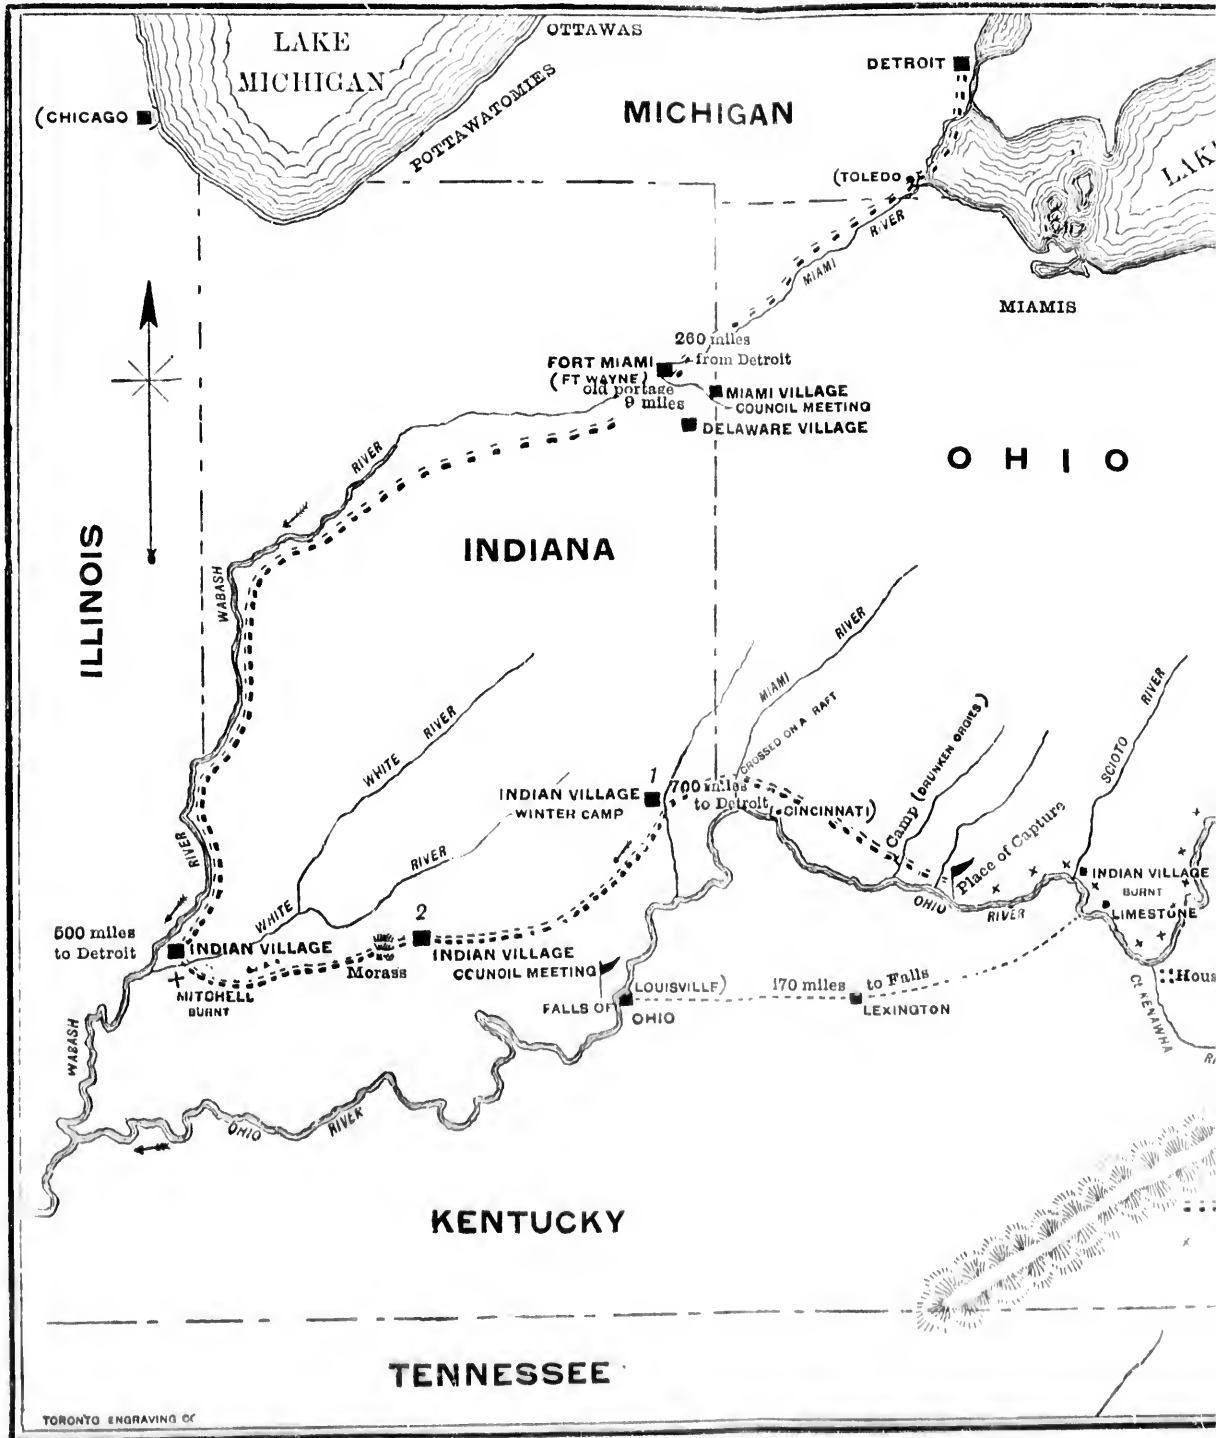 OTTAWAS
LAKE
MICHIGAN
DETROIT
(CHICAGO)
POTTAWATOMIES
MICHIGAN
(TOLEDO
LAK
MIAMI RIVER
MIAMIS
260 miles
from Detroit
FORT MIAMI
(FT WAYNE)
old portage
9 miles
MIAMI VILLAGE
COUNCIL MEETING
DELAWARE VILLAGE
OHIO
RIVER
WABASH
INDIANA
ILLINOIS
MIAMI RIVER
WHITE RIVER
CROSSED ON A RAFT
Camp (DRUNKEN ORGIES)
SCIOTO RIVER
1
INDIAN VILLAGE
WINTER CAMP
700 miles
to Detroit
(CINCINNATI)
Place of Capture
RIVER
WHITE RIVER
OHIO RIVER
INDIAN VILLAGE
BURNT
LIMESTONE
2
500 miles
to Detroit
INDIAN VILLAGE
INDIAN VILLAGE
COUNCIL MEETING
Morass
MITCHELL
BURNT
(LOUISVILLE)
FALLS OF
OHIO
170 miles to Falls
LEXINGTON
Hous
Gt KENAWHA
RI
WABASH
OHIO RIVER
KENTUCKY
TENNESSEE
TORONTO ENGRAVING CO